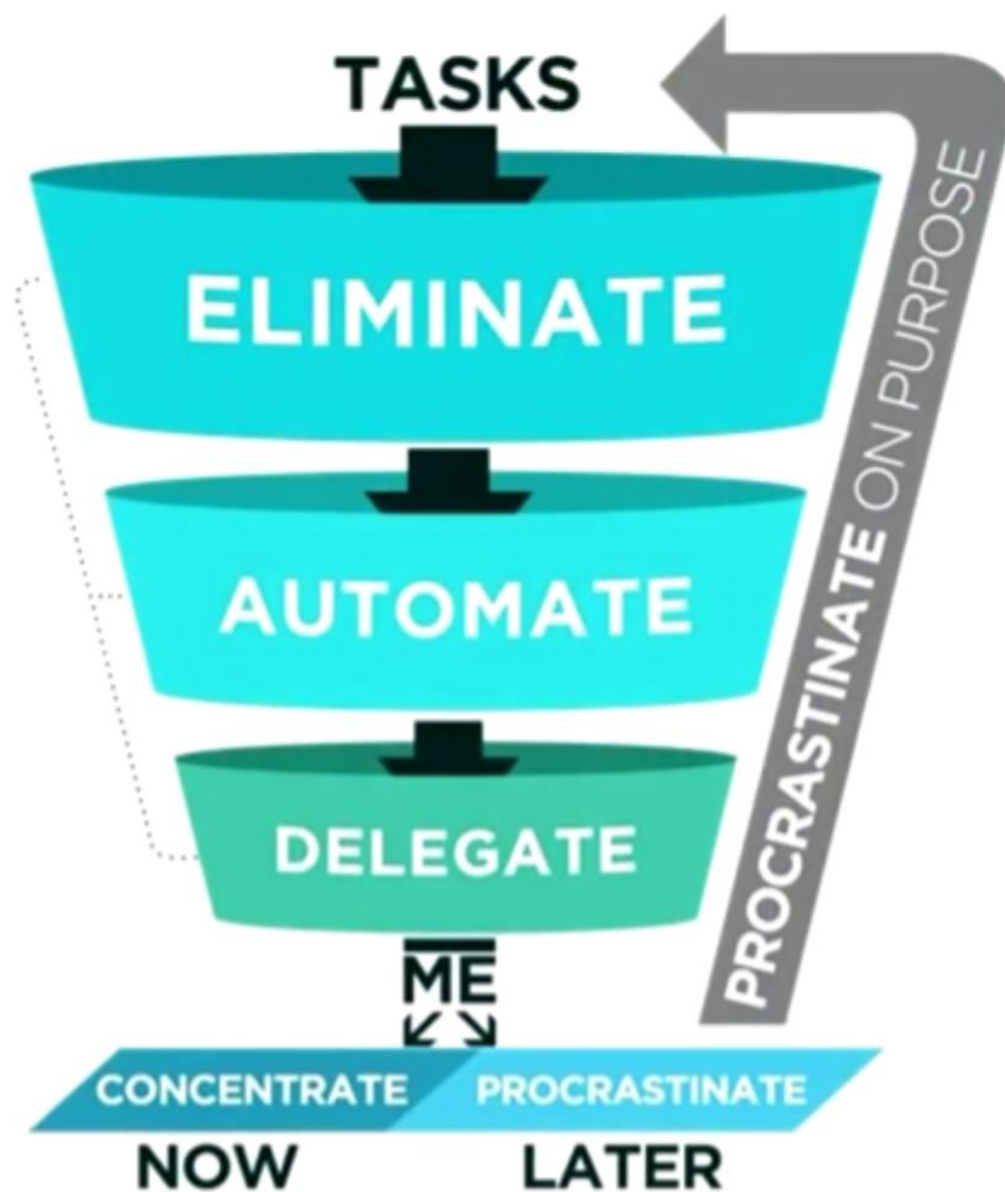 TASKS
ELIMINATE
AUTOMATE
DELEGATE
ME
CONCENTRATE
PROCRASTINATE
NOW
LATER
PROCRASTINATE ON PURPOSE